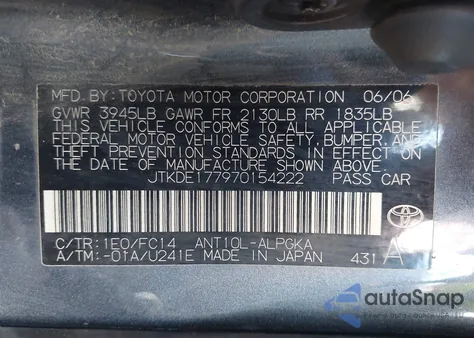 MFD. BY: TOYOTA MOTOR CORPORATION 06/06
GVWR 3945LB GAWR FR 2130LB RR 1835LB
THIS VEHICLE CONFORMS TO ALL APPLICABLE
FEDERAL MOTOR VEHICLE SAFETY, BUMPER, AND
THEFT PREVENTION STANDARDS IN EFFECT ON
THE DATE OF MANUFACTURE SHOWN ABOVE.
JTKDE177970154222 PASS CAR
C/TR: 1E0/FC14 ANT10L-ALPGKA
A/TM: -01A/U241E MADE IN JAPAN 431 A
TOYOTA
autoSnap